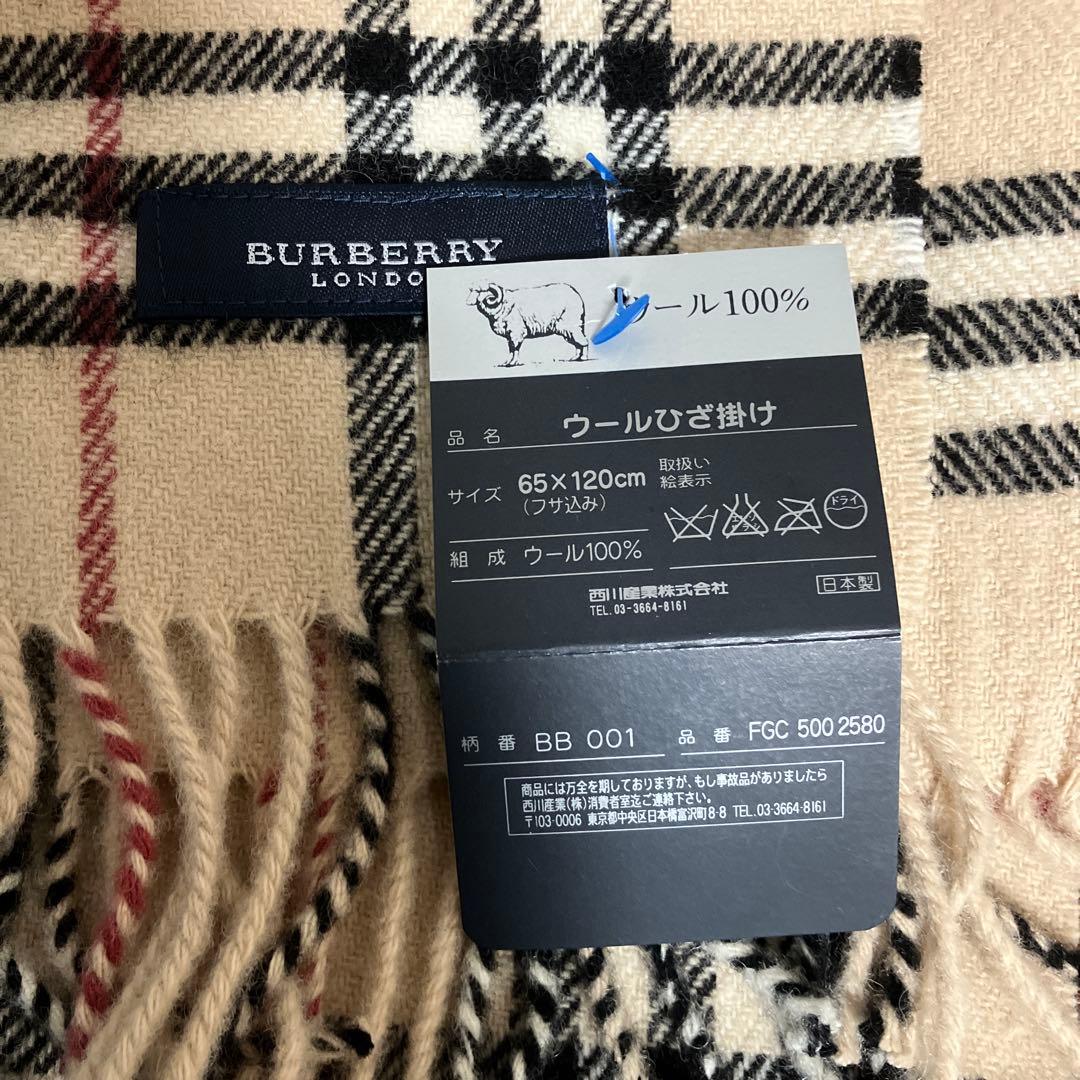 BURBERRY
LONDO
ウール100%
品名 ウールひざ掛け
サイズ 65×120cm
(フサ込み)
取扱い
絵表示
ドライ
組成 ウール100%
西川産業株式会社
TEL.03-3664-8161
日本製
柄番 BB 001 品番 FGC 500 2580
商品には万全を期しておりますが、もし事故品がありましたら
西川産業(株)消費者室迄ご連絡下さい。
〒103-0006 東京都中央区日本橋富沢町8-8 TEL.03-3664-8161